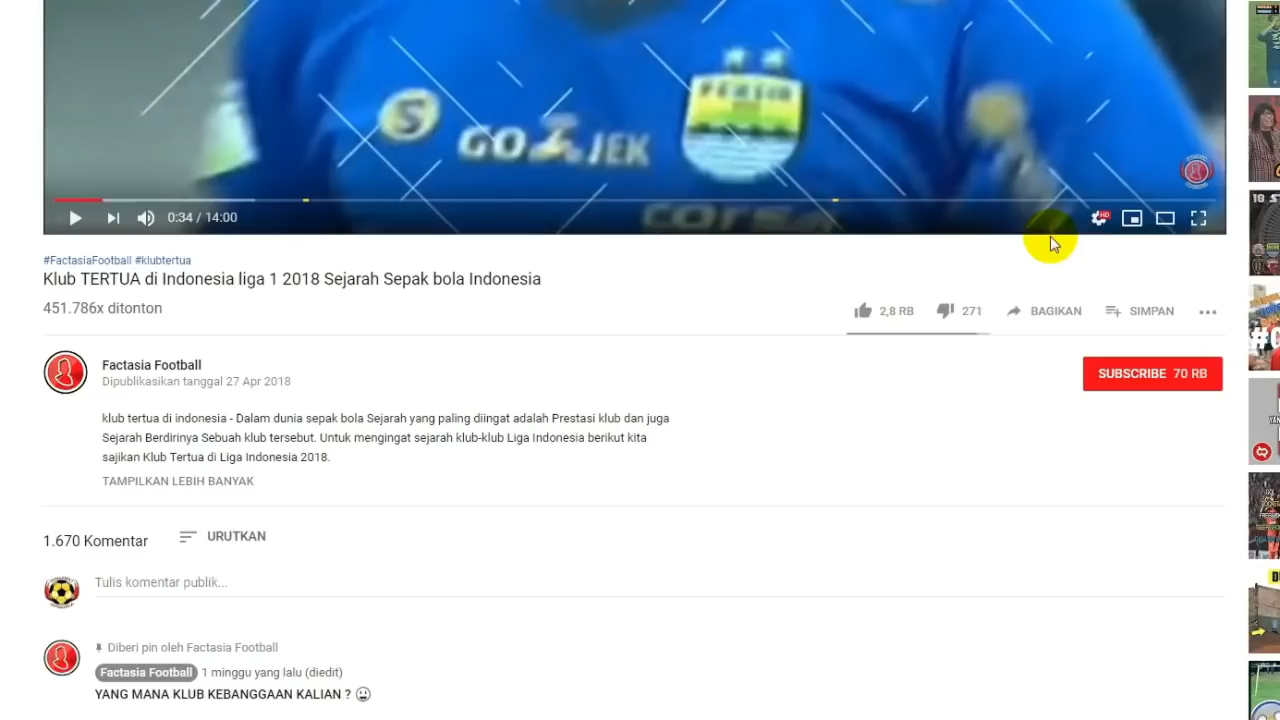 GO JEK
PERSIB
0:34 / 14:00
HD
#FactasiaFootball #klubtertua
Klub TERTUA di Indonesia liga 1 2018 Sejarah Sepak bola Indonesia
451.786x ditonton
2,8 RB
271
BAGIKAN
SIMPAN
Factasia Football
Dipublikasikan tanggal 27 Apr 2018
SUBSCRIBE 70 RB
klub tertua di indonesia - Dalam dunia sepak bola Sejarah yang paling diingat adalah Prestasi klub dan juga
Sejarah Berdirinya Sebuah klub tersebut. Untuk mengingat sejarah klub-klub Liga Indonesia berikut kita
sajikan Klub Tertua di Liga Indonesia 2018.
TAMPILKAN LEBIH BANYAK
1.670 Komentar
URUTKAN
Tulis komentar publik...
Diberi pin oleh Factasia Football
Factasia Football 1 minggu yang lalu (diedit)
YANG MANA KLUB KEBANGGAAN KALIAN ? 😀